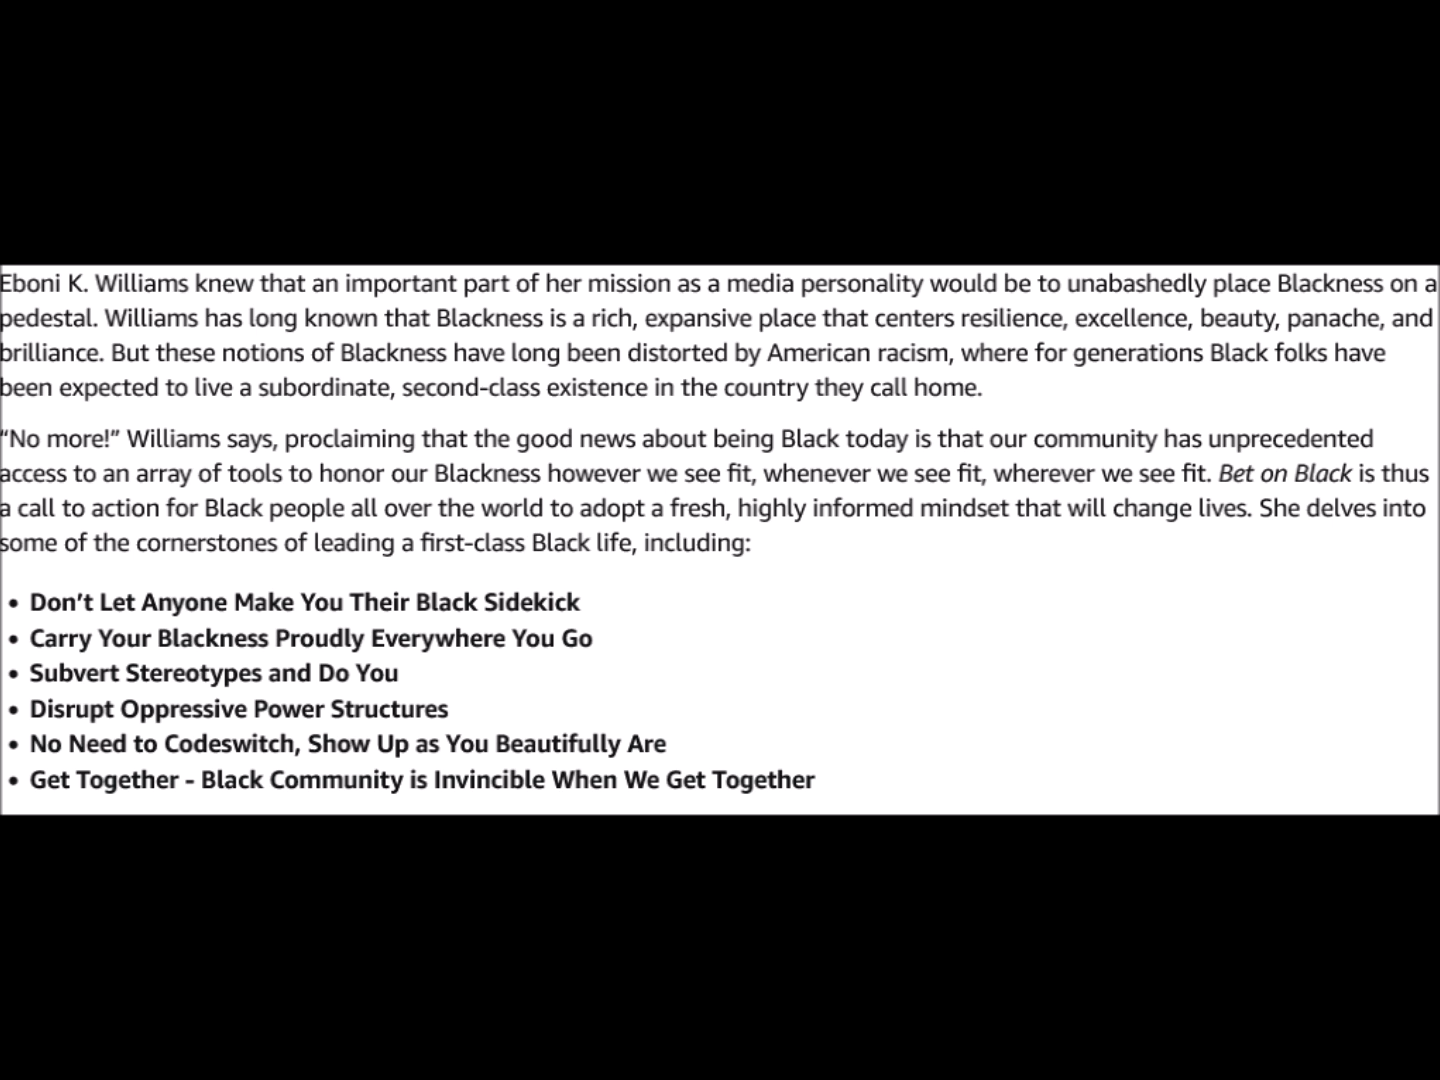 Eboni K. Williams knew that an important part of her mission as a media personality would be to unabashedly place Blackness on a
pedestal. Williams has long known that Blackness is a rich, expansive place that centers resilience, excellence, beauty, panache, and
brilliance. But these notions of Blackness have long been distorted by American racism, where for generations Black folks have
been expected to live a subordinate, second-class existence in the country they call home.
“No more!” Williams says, proclaiming that the good news about being Black today is that our community has unprecedented
access to an array of tools to honor our Blackness however we see fit, whenever we see fit, wherever we see fit. Bet on Black is thus
a call to action for Black people all over the world to adopt a fresh, highly informed mindset that will change lives. She delves into
some of the cornerstones of leading a first-class Black life, including:
• Don’t Let Anyone Make You Their Black Sidekick
• Carry Your Blackness Proudly Everywhere You Go
• Subvert Stereotypes and Do You
• Disrupt Oppressive Power Structures
• No Need to Codeswitch, Show Up as You Beautifully Are
• Get Together - Black Community is Invincible When We Get Together